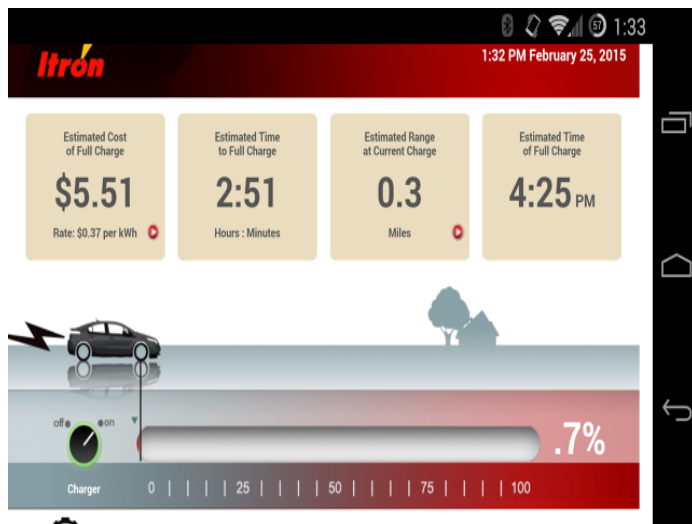 57 1:33
Itrón
1:32 PM February 25, 2015
Estimated Cost
of Full Charge
$5.51
Rate: $0.37 per kWh
Estimated Time
to Full Charge
2:51
Hours : Minutes
Estimated Range
at Current Charge
0.3
Miles
Estimated Time
of Full Charge
4:25 PM
off on
.7%
Charger
0 | | | | 25 | | | | 50 | | | | 75 | | | | 100